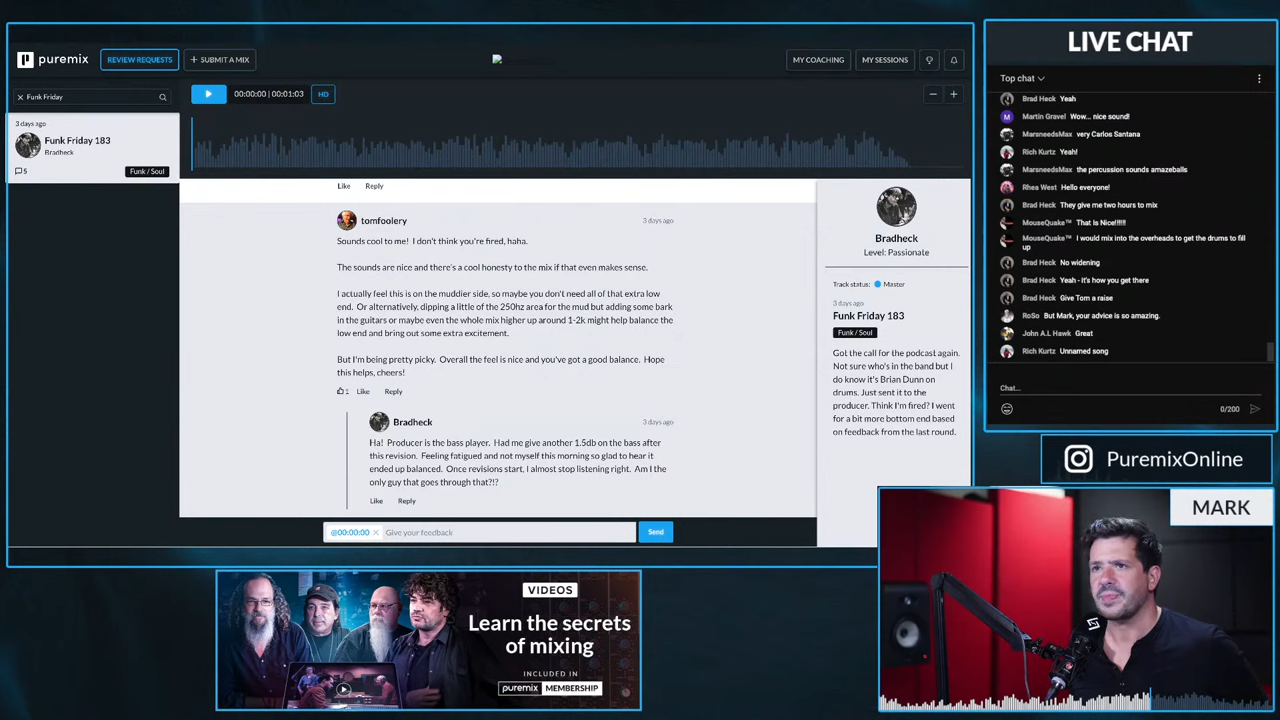 puremix
REVIEW REQUESTS
+ SUBMIT A MIX
MY COACHING
MY SESSIONS
Funk Friday
00:00:00 | 00:01:03
HD
3 days ago
Funk Friday 183
Bradheck
5
Funk / Soul
Like Reply
tomfoolery
3 days ago
Sounds cool to me! I don't think you're fired, haha.
The sounds are nice and there's a cool honesty to the mix if that even makes sense.
I actually feel this is on the muddier side, so maybe you don't need all of that extra low
end. Or alternatively, dipping a little of the 250hz area for the mud but adding some bark
in the guitars or maybe even the whole mix higher up around 1-2k might help balance the
low end and bring out some extra excitement.
But I'm being pretty picky. Overall the feel is nice and you've got a good balance. Hope
this helps, cheers!
1 Like Reply
Bradheck
3 days ago
Ha! Producer is the bass player. Had me give another 1.5db on the bass after
this revision. Feeling fatigued and not myself this morning so glad to hear it
ended up balanced. Once revisions start, I almost stop listening right. Am I the
only guy that goes through that?!?
Like Reply
@00:00:00 ×
Give your feedback
Send
Bradheck
Level: Passionate
Track status: Master
3 days ago
Funk Friday 183
Funk / Soul
Got the call for the podcast again.
Not sure who's in the band but I
do know it's Brian Dunn on
drums. Just sent it to the
producer. Think I'm fired? I went
for a bit more bottom end based
on feedback from the last round.
LIVE CHAT
Top chat
Brad Heck Yeah
M
Martin Gravel Wow... nice sound!
MarsneedsMax very Carlos Santana
Rich Kurtz Yeah!
MarsneedsMax the percussion sounds amazeballs
Rhea West Hello everyone!
Brad Heck They give me two hours to mix
MouseQuake™ That Is Nice!!!!!!
MouseQuake™ I would mix into the overheads to get the drums to fill
up
Brad Heck No widening
Brad Heck Yeah - it's how you get there
Brad Heck Give Tom a raise
RoSo But Mark, your advice is so amazing.
John A.L Hawk Great
Rich Kurtz Unnamed song
Chat...
0/200
PuremixOnline
MARK
VIDEOS
Learn the secrets
of mixing
INCLUDED IN
puremix MEMBERSHIP